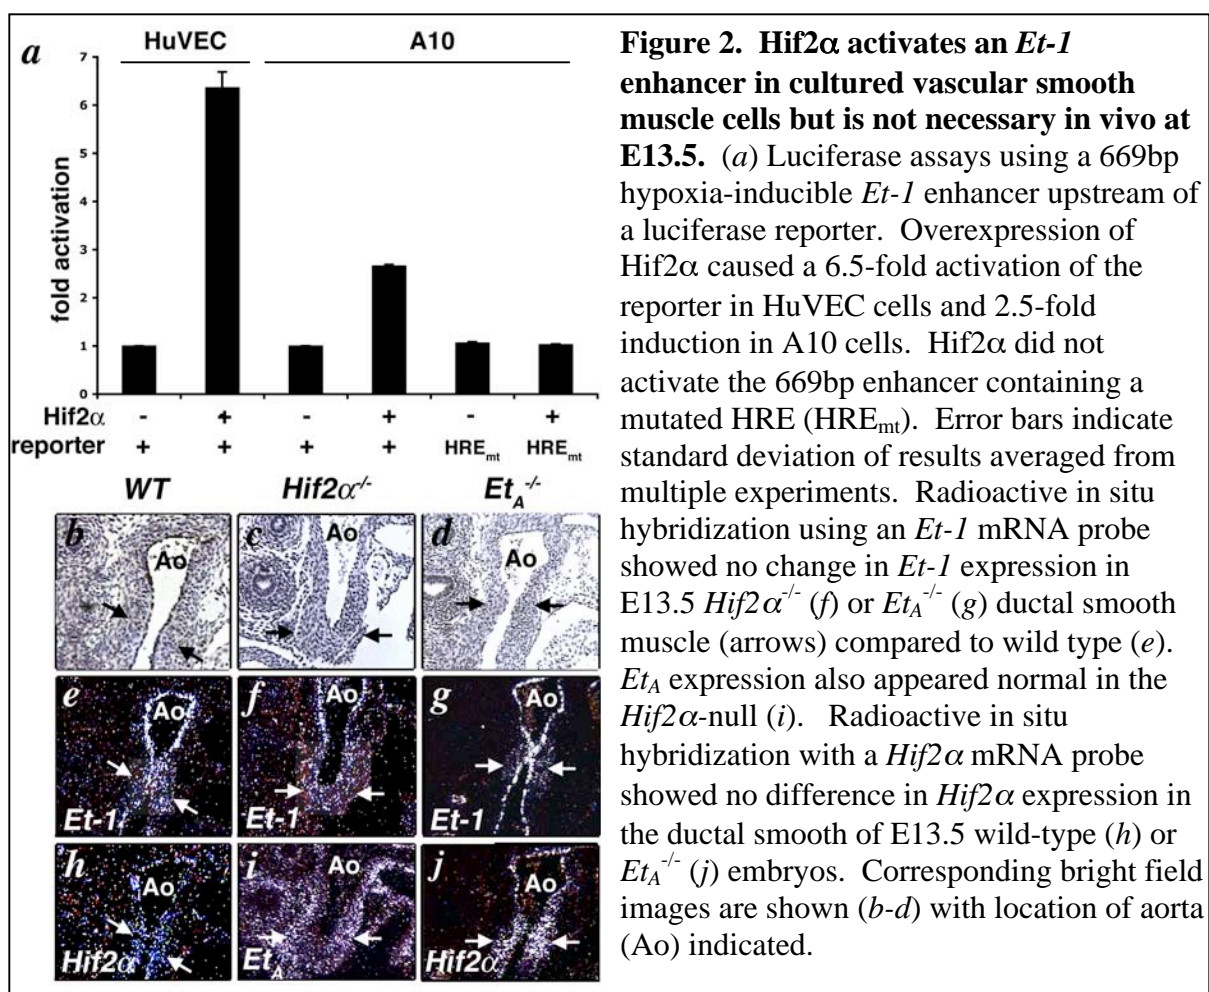 a
HuVEC
A10
7
6
5
4
3
2
1
0
fold activation
Hif2α - + - + - +
reporter + + + + HREmt HREmt
WT
Hif2α-/-
EtA-/-
b
Ao
c
Ao
d
Ao
e
Ao
Et-1
f
Ao
Et-1
g
Ao
Et-1
h
Ao
Hif2α
i
Ao
EtA
j
Ao
Hif2α
Figure 2. Hif2α activates an Et-1
enhancer in cultured vascular smooth
muscle cells but is not necessary in vivo at
E13.5. (a) Luciferase assays using a 669bp
hypoxia-inducible Et-1 enhancer upstream of
a luciferase reporter. Overexpression of
Hif2α caused a 6.5-fold activation of the
reporter in HuVEC cells and 2.5-fold
induction in A10 cells. Hif2α did not
activate the 669bp enhancer containing a
mutated HRE (HREmt). Error bars indicate
standard deviation of results averaged from
multiple experiments. Radioactive in situ
hybridization using an Et-1 mRNA probe
showed no change in Et-1 expression in
E13.5 Hif2α-/- (f) or EtA-/- (g) ductal smooth
muscle (arrows) compared to wild type (e).
EtA expression also appeared normal in the
Hif2α-null (i). Radioactive in situ
hybridization with a Hif2α mRNA probe
showed no difference in Hif2α expression in
the ductal smooth of E13.5 wild-type (h) or
EtA-/- (j) embryos. Corresponding bright field
images are shown (b-d) with location of aorta
(Ao) indicated.